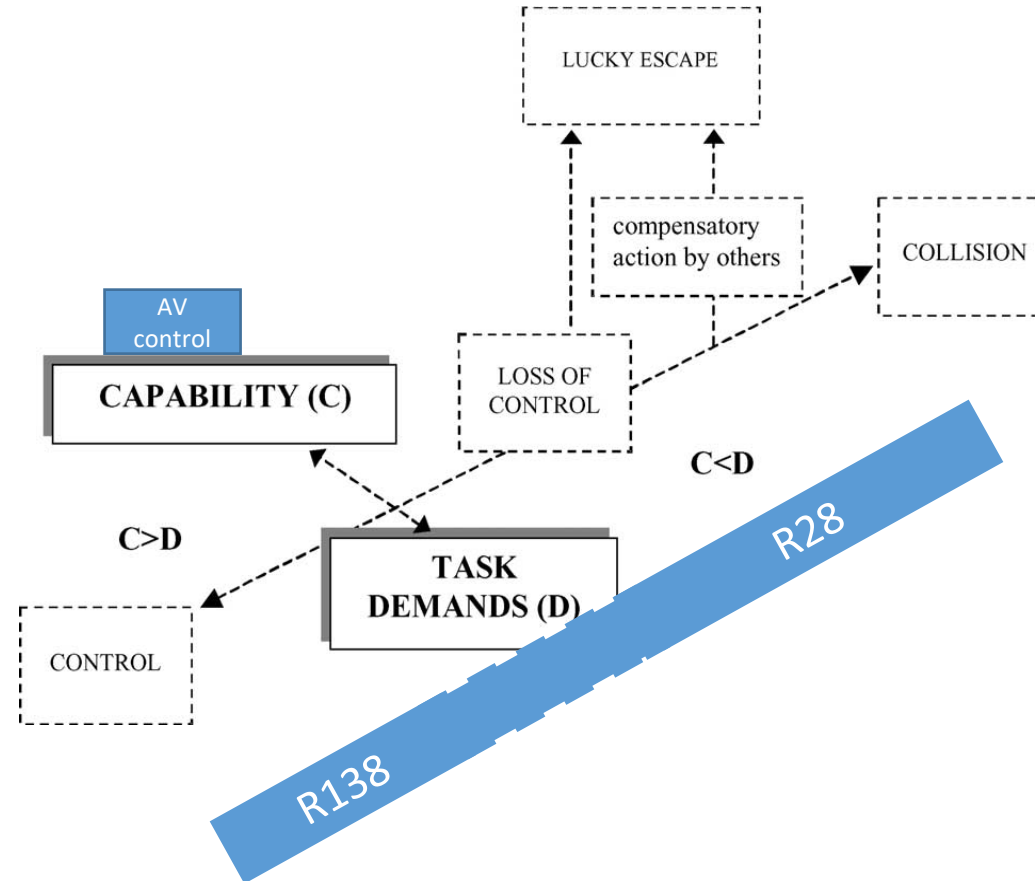 LUCKY ESCAPE
compensatory
action by others
COLLISION
AV
control
CAPABILITY (C)
LOSS OF
CONTROL
C<D
C>D
TASK
DEMANDS (D)
R28
CONTROL
R138